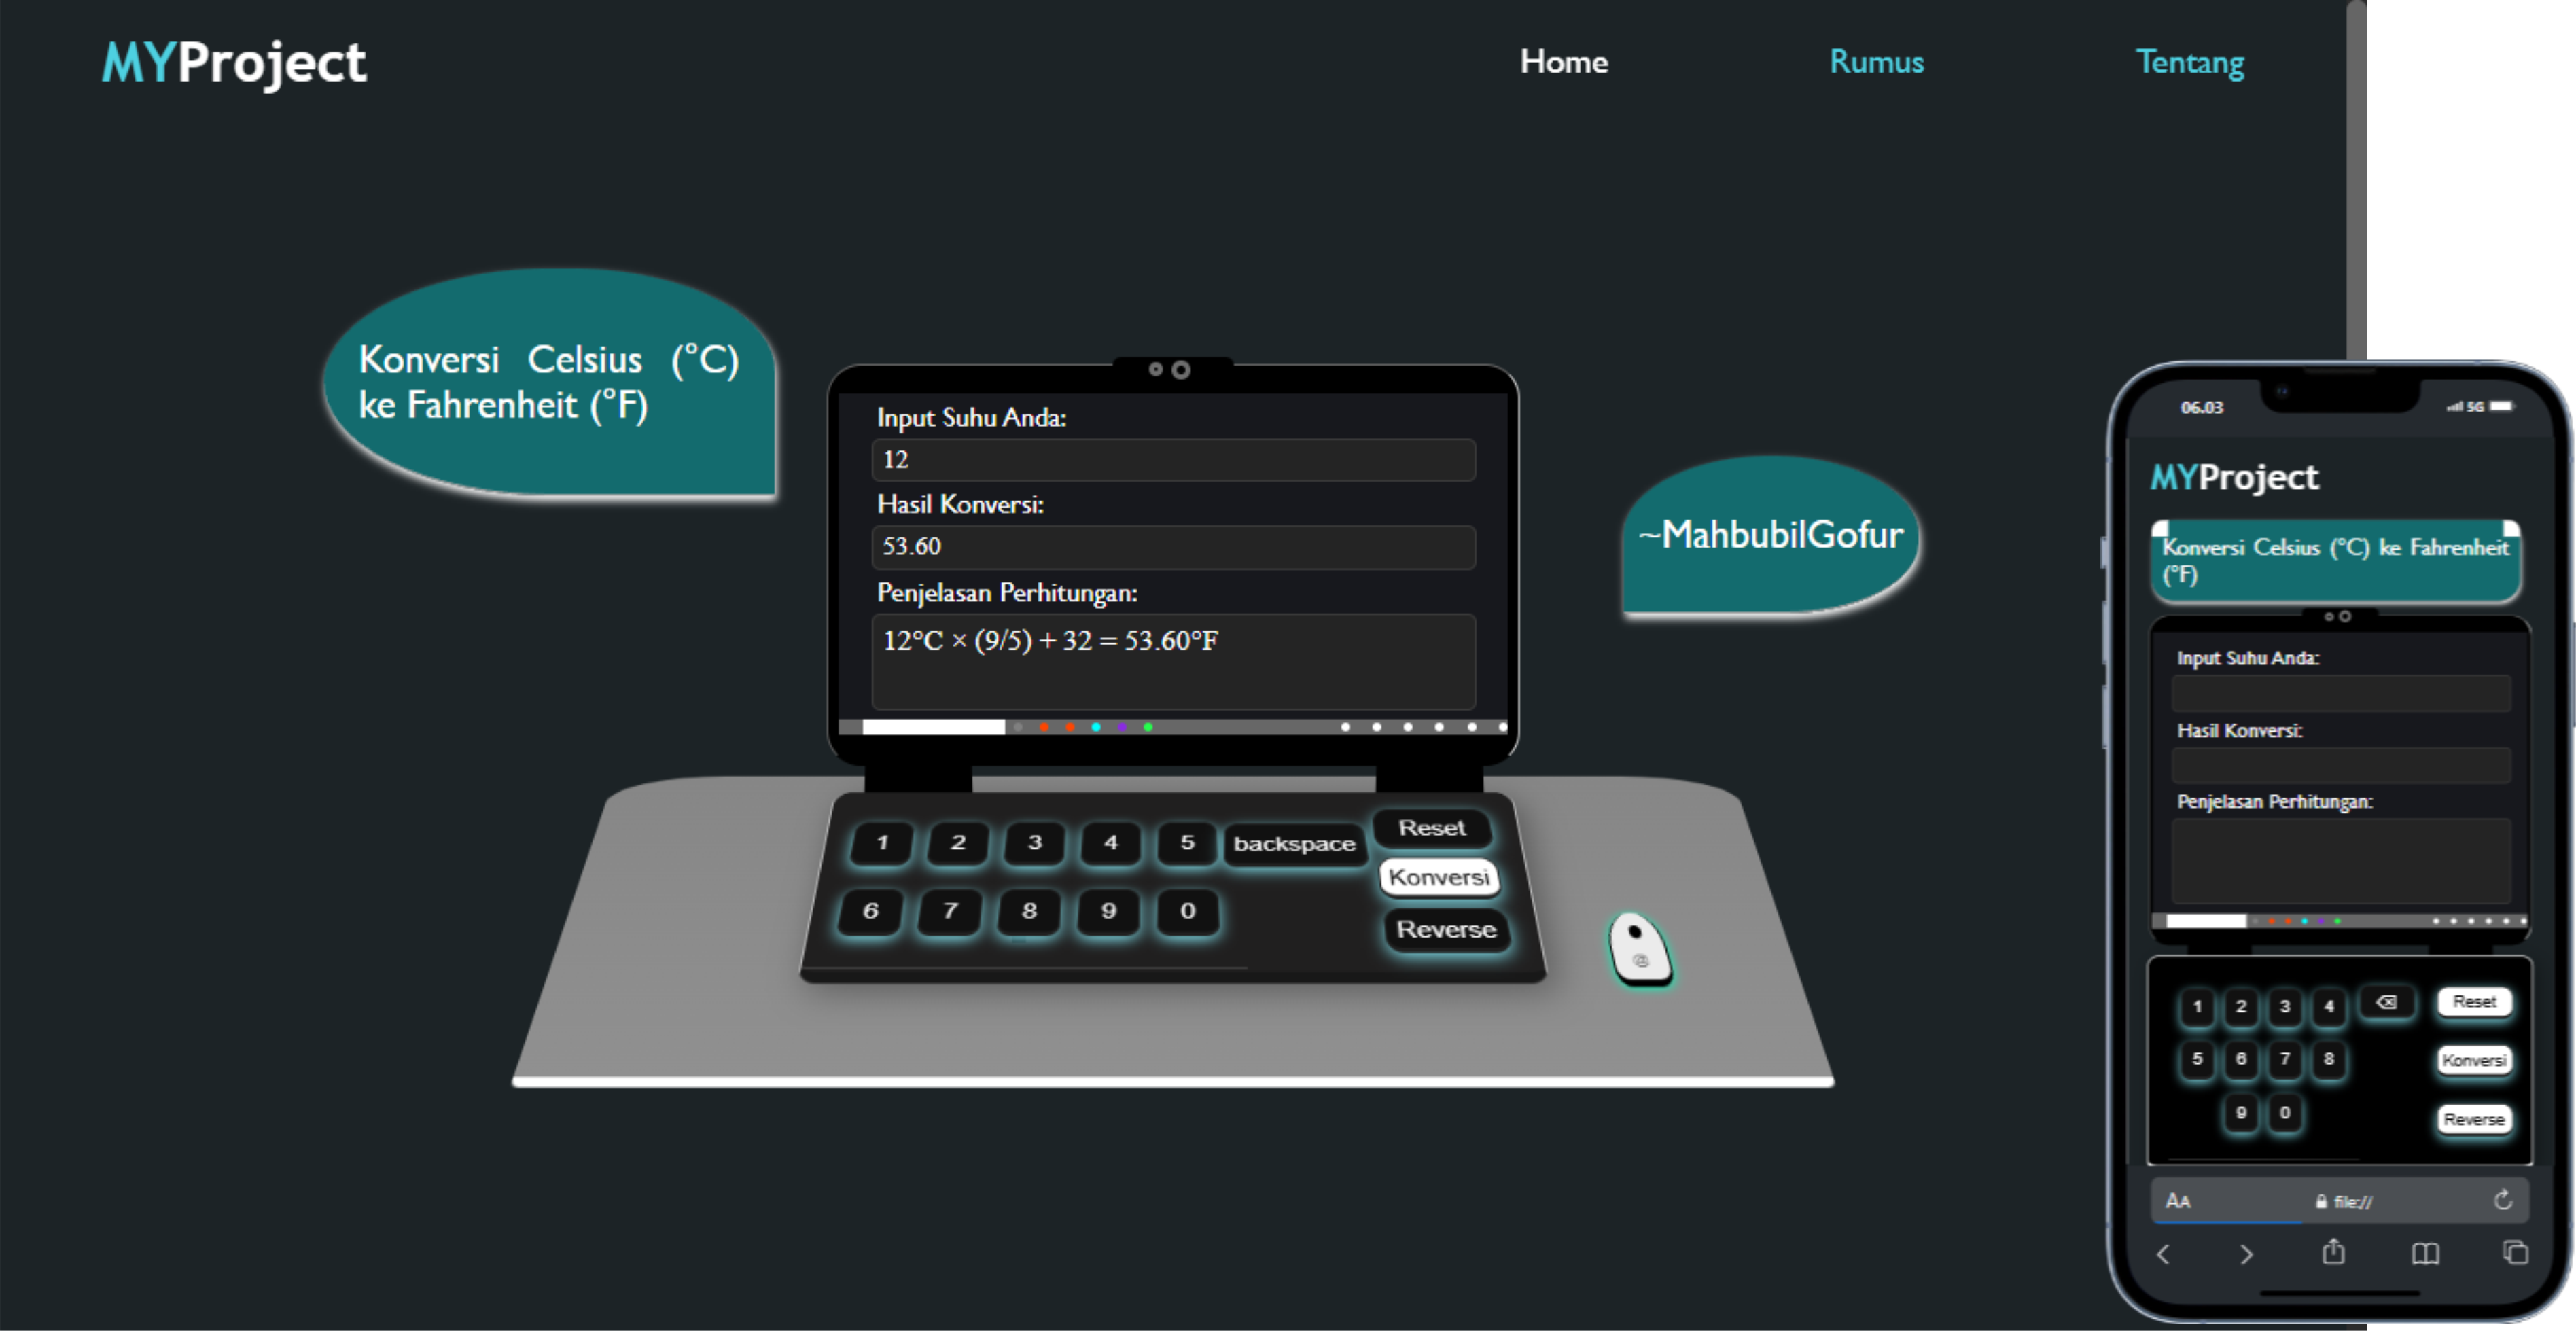 MYProject
Home Rumus Tentang
Konversi Celsius (°C)
ke Fahrenheit (°F)
Input Suhu Anda:
12
Hasil Konversi:
53.60
Penjelasan Perhitungan:
12°C × (9/5) + 32 = 53.60°F
~MahbubilGofur
1 2 3 4 5 backspace Reset
Konversi
6 7 8 9 0
Reverse
06.03 5G
MYProject
Konversi Celsius (°C) ke Fahrenheit
(°F)
Input Suhu Anda:
Hasil Konversi:
Penjelasan Perhitungan:
1 2 3 4 Reset
5 6 7 8 Konversi
9 0 Reverse
AA file://